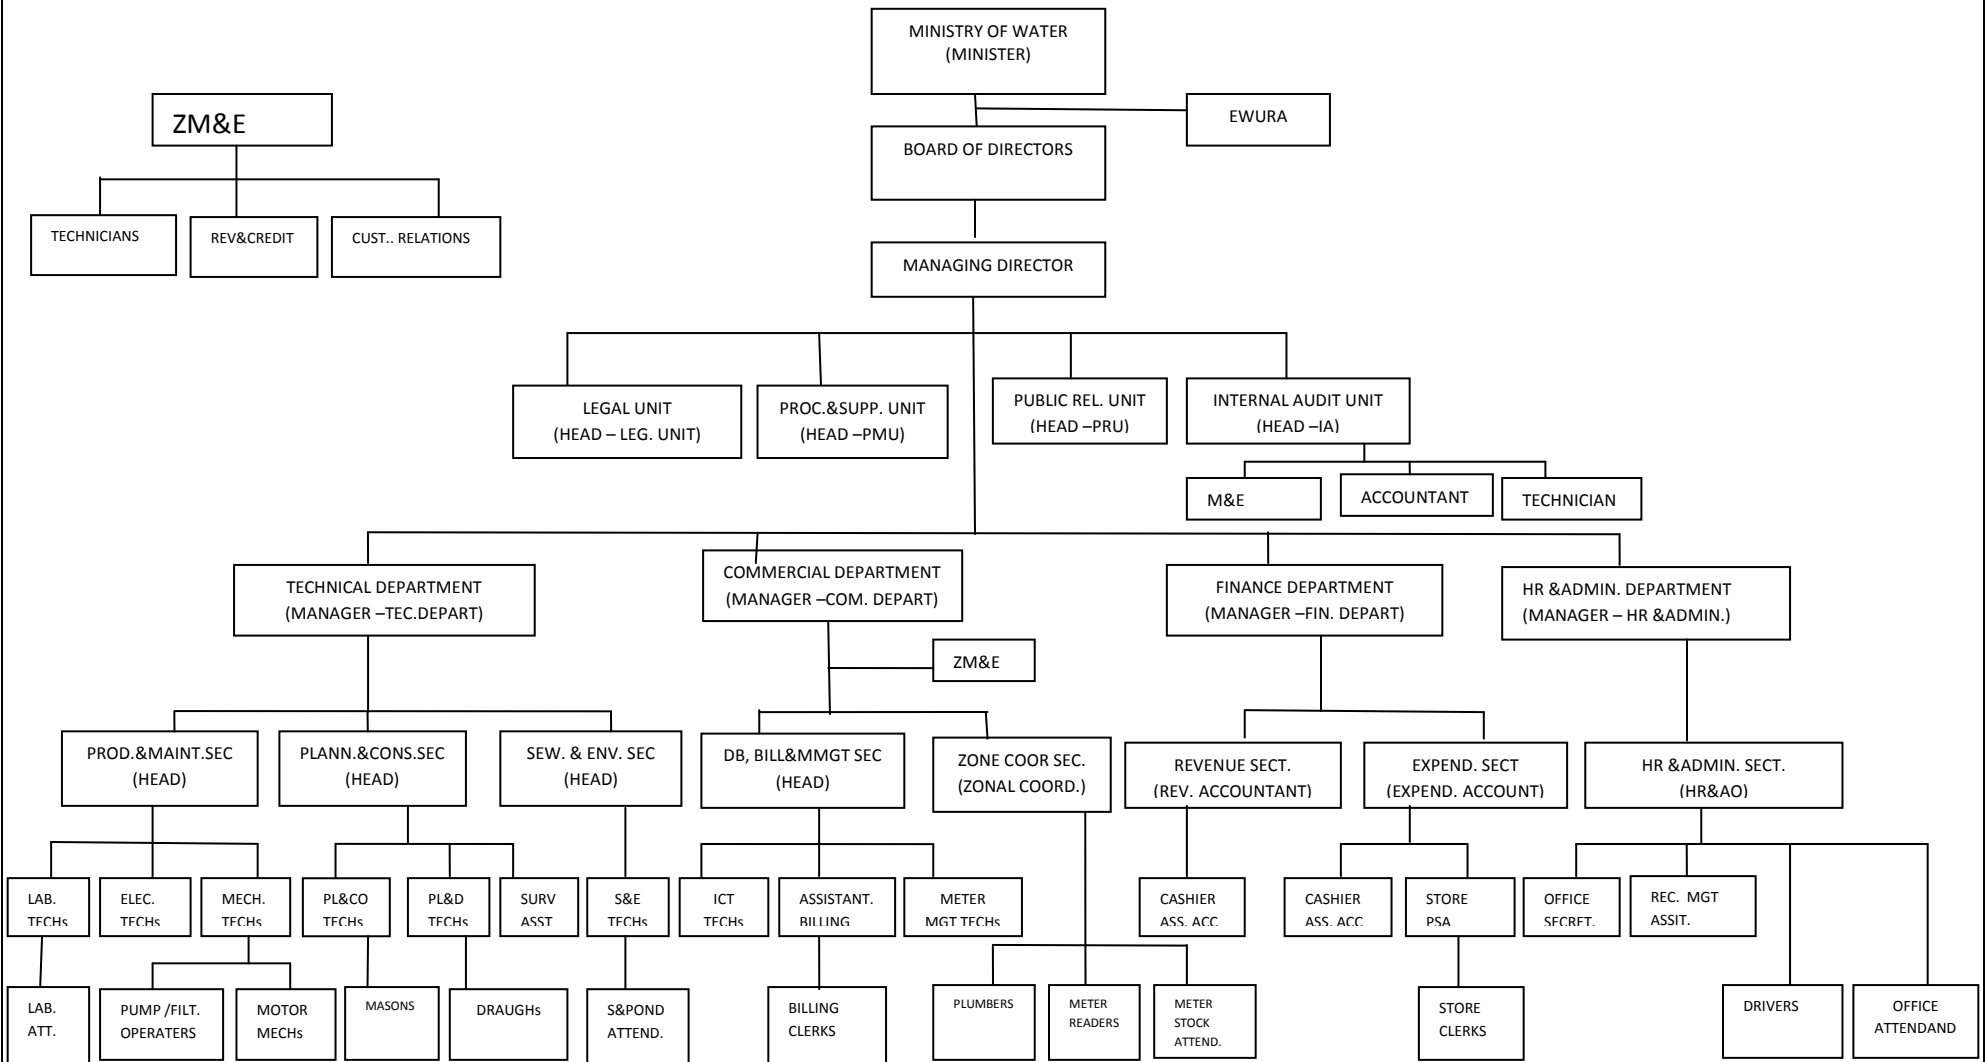 MINISTRY OF WATER
(MINISTER)
ZM&E
EWURA
BOARD OF DIRECTORS
TECHNICIANS
REV&CREDIT
CUST.. RELATIONS
MANAGING DIRECTOR
LEGAL UNIT
(HEAD – LEG. UNIT)
PROC.&SUPP. UNIT
(HEAD –PMU)
PUBLIC REL. UNIT
(HEAD –PRU)
INTERNAL AUDIT UNIT
(HEAD –IA)
M&E
ACCOUNTANT
TECHNICIAN
TECHNICAL DEPARTMENT
(MANAGER –TEC.DEPART)
COMMERCIAL DEPARTMENT
(MANAGER –COM. DEPART)
FINANCE DEPARTMENT
(MANAGER –FIN. DEPART)
HR &ADMIN. DEPARTMENT
(MANAGER – HR &ADMIN.)
ZM&E
PROD.&MAINT.SEC
(HEAD)
PLANN.&CONS.SEC
(HEAD)
SEW. & ENV. SEC
(HEAD)
DB, BILL&MMGT SEC
(HEAD)
ZONE COOR SEC.
(ZONAL COORD.)
REVENUE SECT.
(REV. ACCOUNTANT)
EXPEND. SECT
(EXPEND. ACCOUNT)
HR &ADMIN. SECT.
(HR&AO)
LAB.
TECHs
ELEC.
TECHs
MECH.
TECHs
PL&CO
TECHs
PL&D
TECHs
SURV
ASST
S&E
TECHs
ICT
TECHs
ASSISTANT.
BILLING
METER
MGT TECHs
CASHIER
ASS. ACC
CASHIER
ASS. ACC
STORE
PSA
OFFICE
SECRET.
REC. MGT
ASSIT.
LAB.
ATT.
PUMP /FILT.
OPERATERS
MOTOR
MECHs
MASONS
DRAUGHs
S&POND
ATTEND.
BILLING
CLERKS
PLUMBERS
METER
READERS
METER
STOCK
ATTEND.
STORE
CLERKS
DRIVERS
OFFICE
ATTENDAND